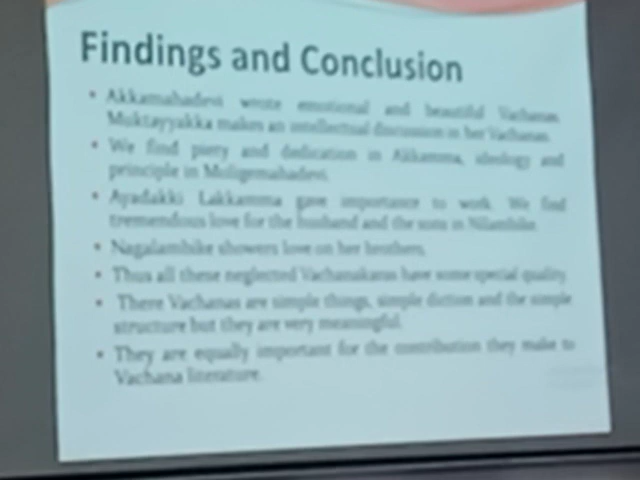 Findings and Conclusion
• Akkamahadevi wrote emotional and beautiful Vachanas.
Muktayyakka makes an intellectual discussion in her Vachanas.
• We find piety and dedication in Akkamma, ideology and
principle in Moligemahadevi.
• Ayadakki Lakkamma gave importance to work. We find
tremendous love for the husband and the sons in Nilambike.
• Nagalambike showers love on her brothers.
• Thus all these neglected Vachanakaras have some special quality.
• There Vachanas are simple things, simple diction and the simple
structure but they are very meaningful.
• They are equally important for the contribution they make to
Vachana literature.